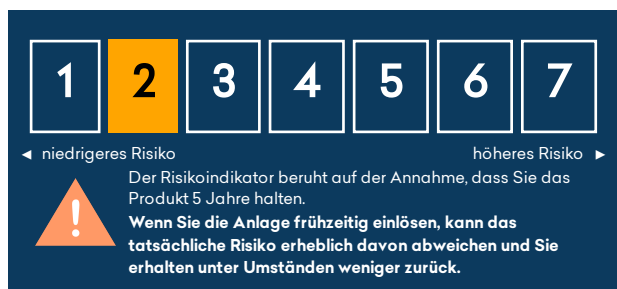 1 2 3 4 5 6 7
◄ niedrigeres Risiko höheres Risiko ►
Der Risikoindikator beruht auf der Annahme, dass Sie das
Produkt 5 Jahre halten.
Wenn Sie die Anlage frühzeitig einlösen, kann das
tatsächliche Risiko erheblich davon abweichen und Sie
erhalten unter Umständen weniger zurück.